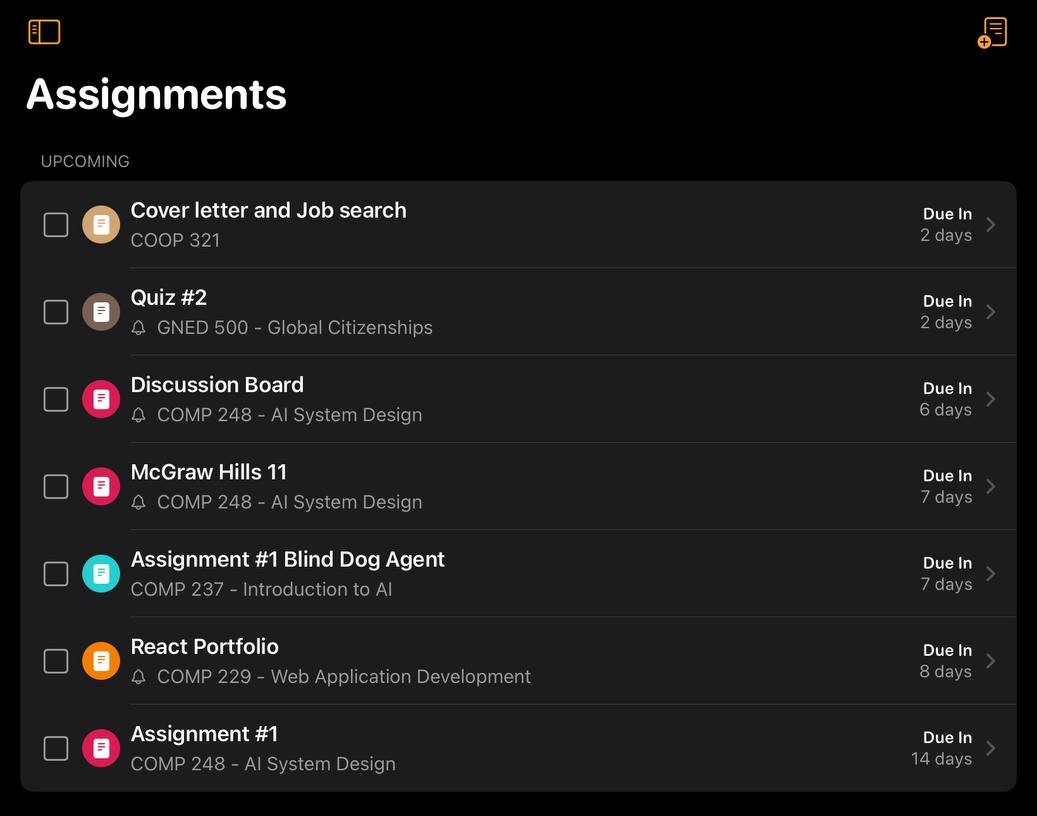 Assignments
UPCOMING
Cover letter and Job search
COOP 321
Due In
2 days
Quiz #2
GNED 500 - Global Citizenships
Due In
2 days
Discussion Board
COMP 248 - AI System Design
Due In
6 days
McGraw Hills 11
COMP 248 - AI System Design
Due In
7 days
Assignment #1 Blind Dog Agent
COMP 237 - Introduction to AI
Due In
7 days
React Portfolio
COMP 229 - Web Application Development
Due In
8 days
Assignment #1
COMP 248 - AI System Design
Due In
14 days